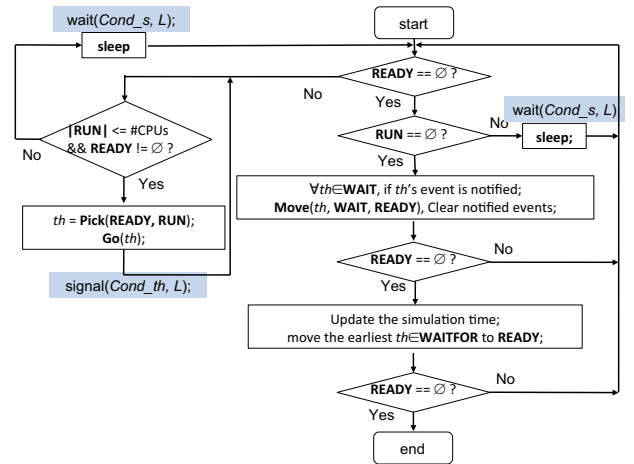 wait(Cond_s, L);
start
sleep
READY == ∅ ?
No
Yes
wait(Cond_s, L)
|RUN| <= #CPUs
&& READY != ∅ ?
RUN == ∅ ?
No
sleep;
No
Yes
Yes
∀th∈WAIT, if th's event is notified;
Move(th, WAIT, READY), Clear notified events;
th = Pick(READY, RUN);
Go(th);
READY == ∅ ?
No
signal(Cond_th, L);
Yes
Update the simulation time;
move the earliest th∈WAITFOR to READY;
READY == ∅ ?
No
Yes
end